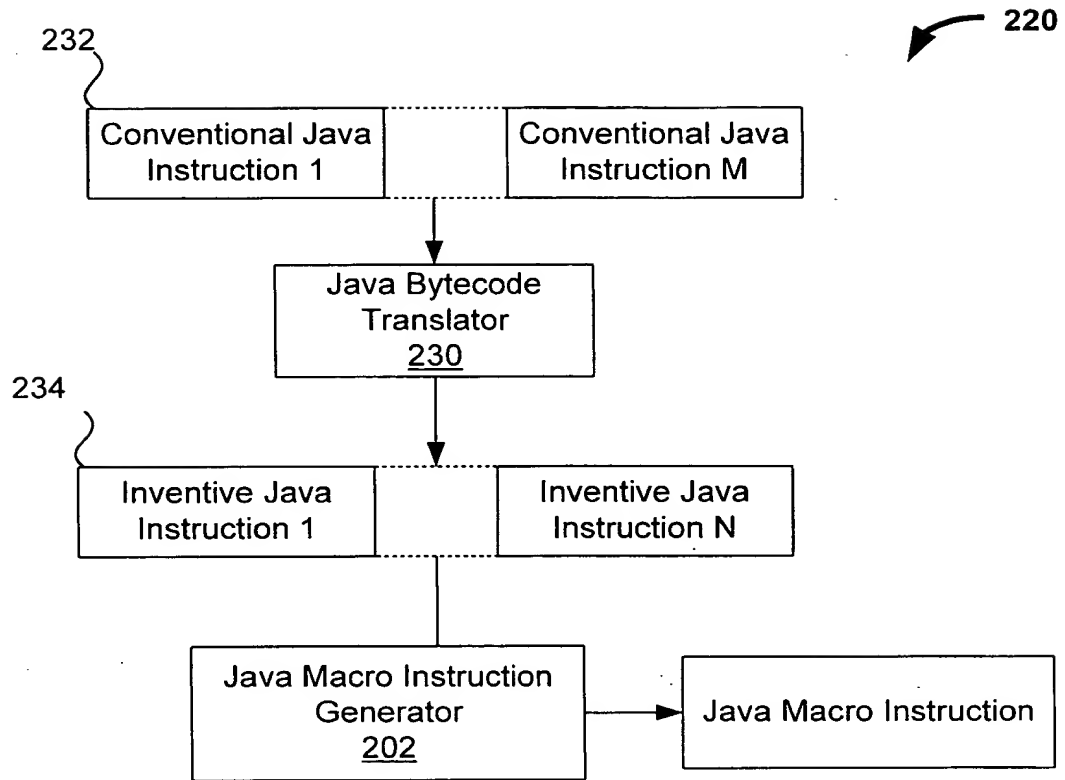 220
232
Conventional Java
Instruction 1
Conventional Java
Instruction M
Java Bytecode
Translator
230
234
Inventive Java
Instruction 1
Inventive Java
Instruction N
Java Macro Instruction
Generator
202
Java Macro Instruction